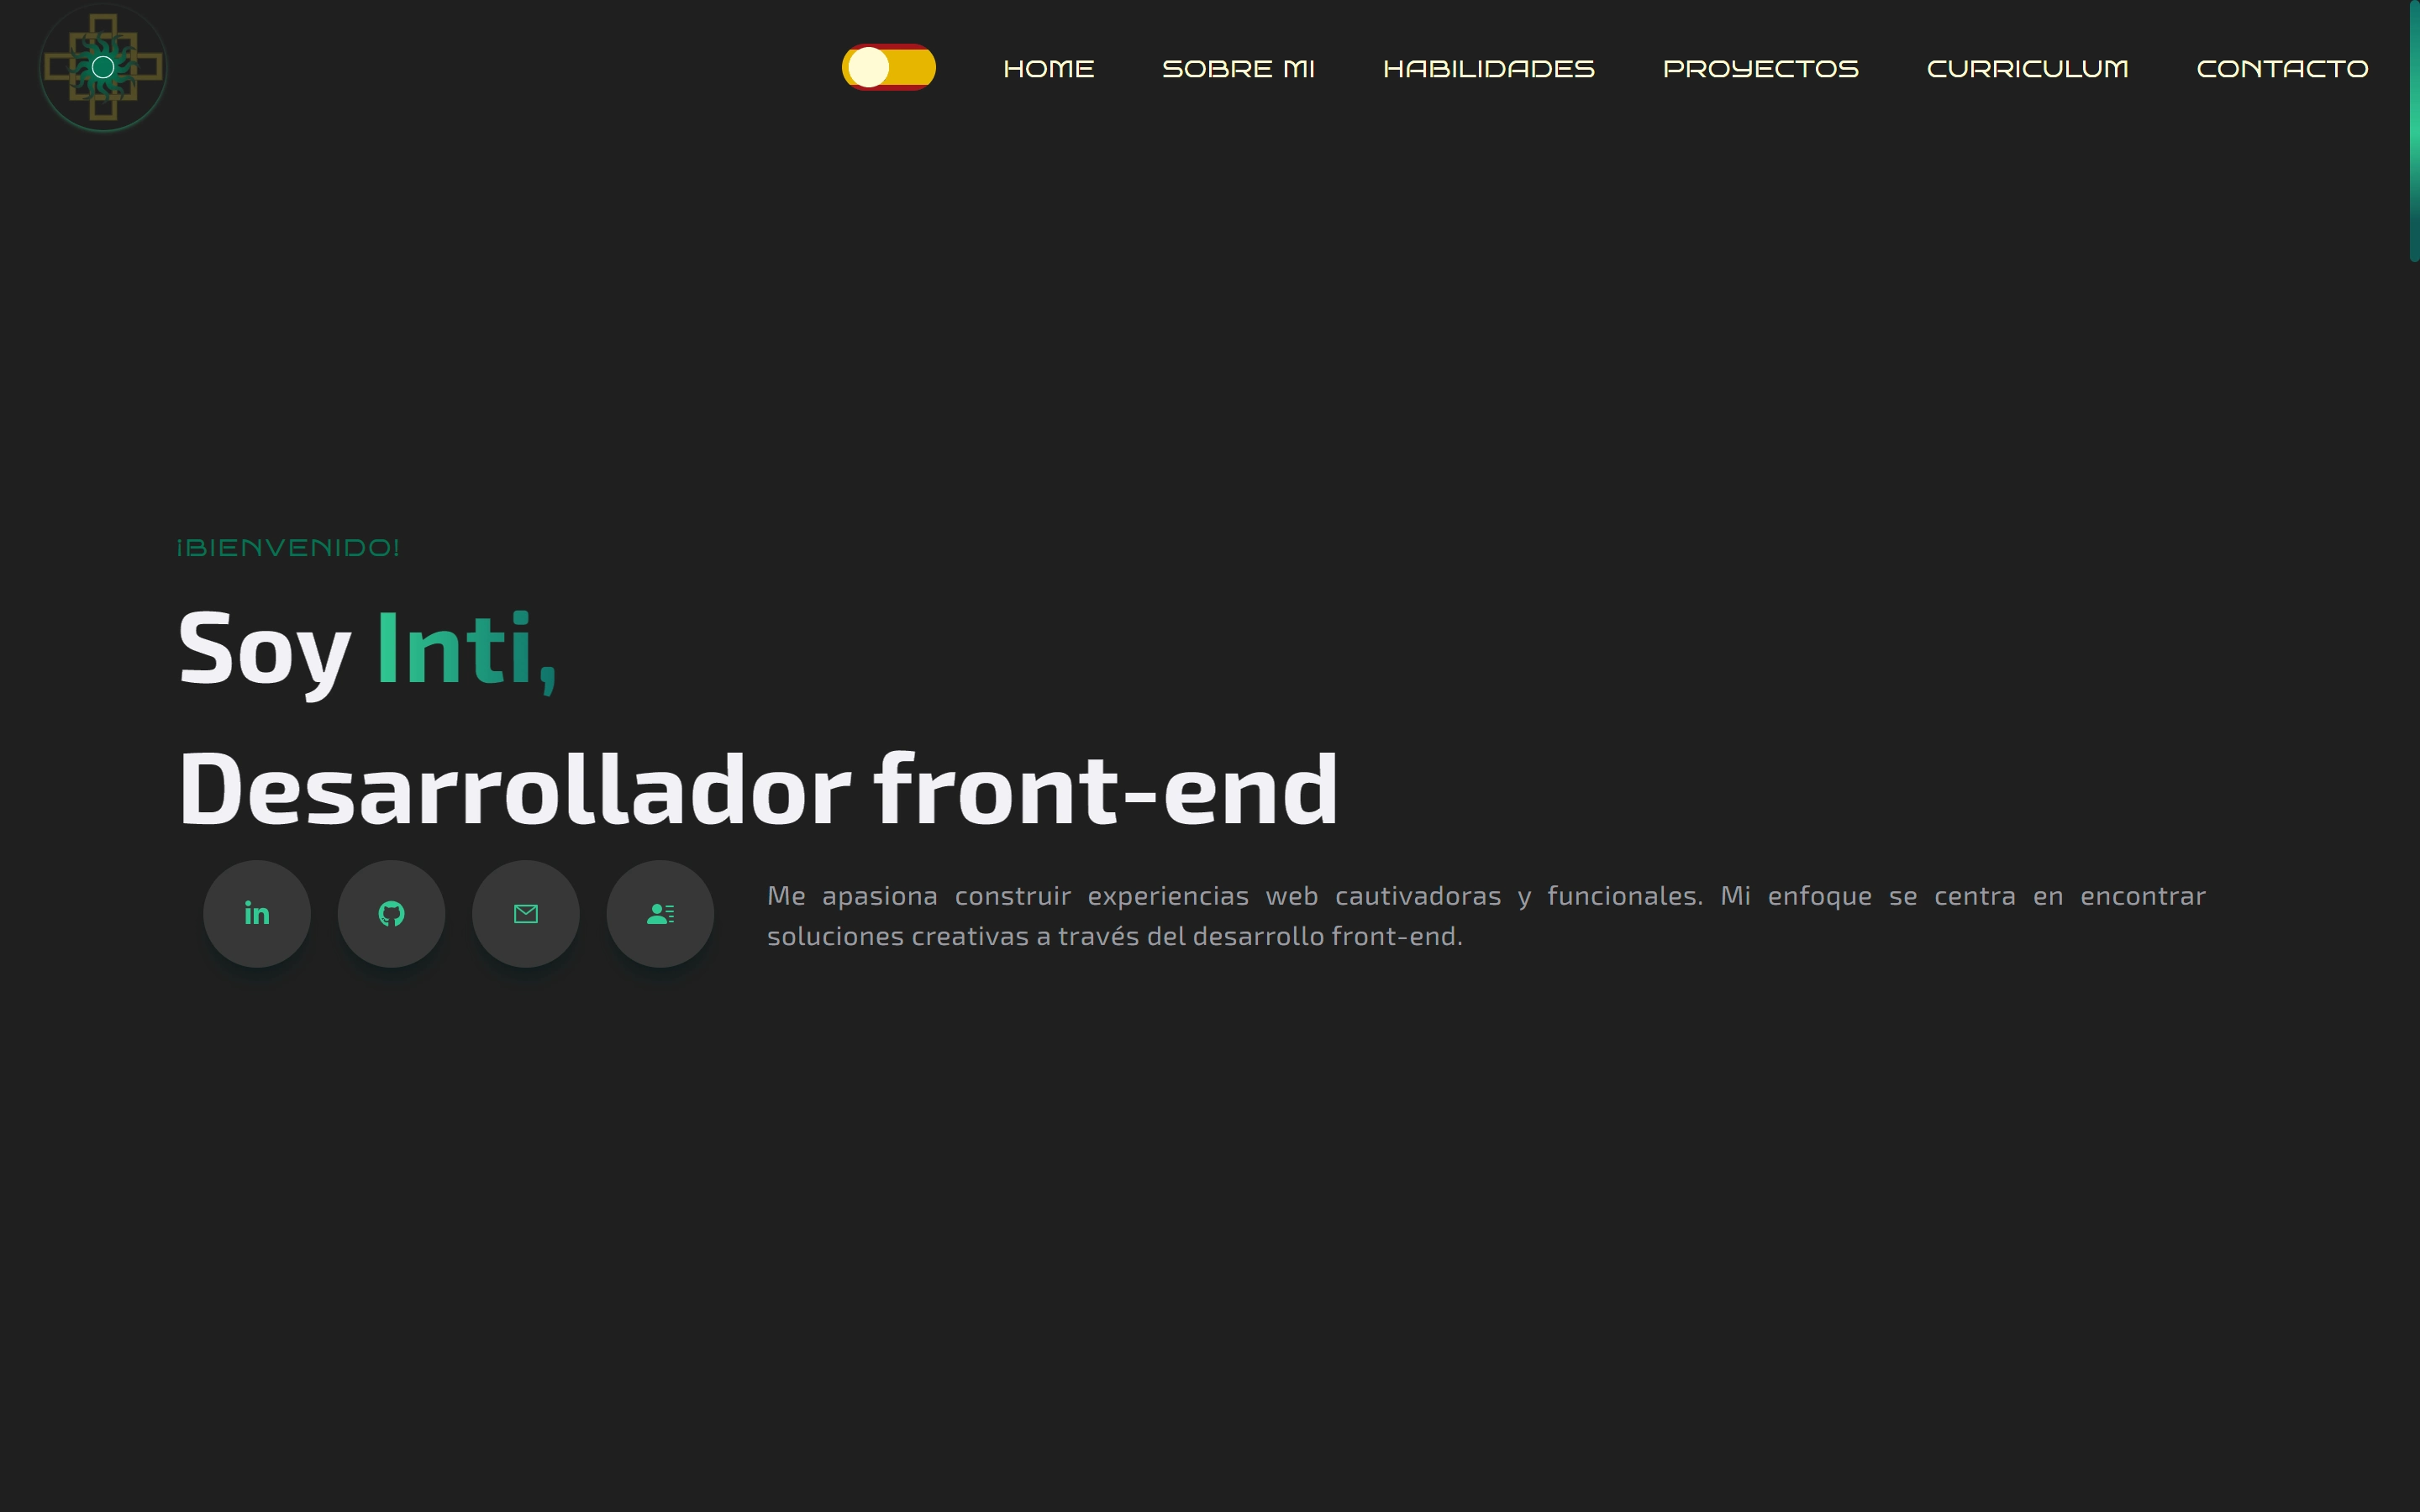 HOME SOBRE MI HABILIDADES PROYECTOS CURRICULUM CONTACTO
¡BIENVENIDO!
Soy Inti,
Desarrollador front-end
in
Me apasiona construir experiencias web cautivadoras y funcionales. Mi enfoque se centra en encontrar
soluciones creativas a través del desarrollo front-end.